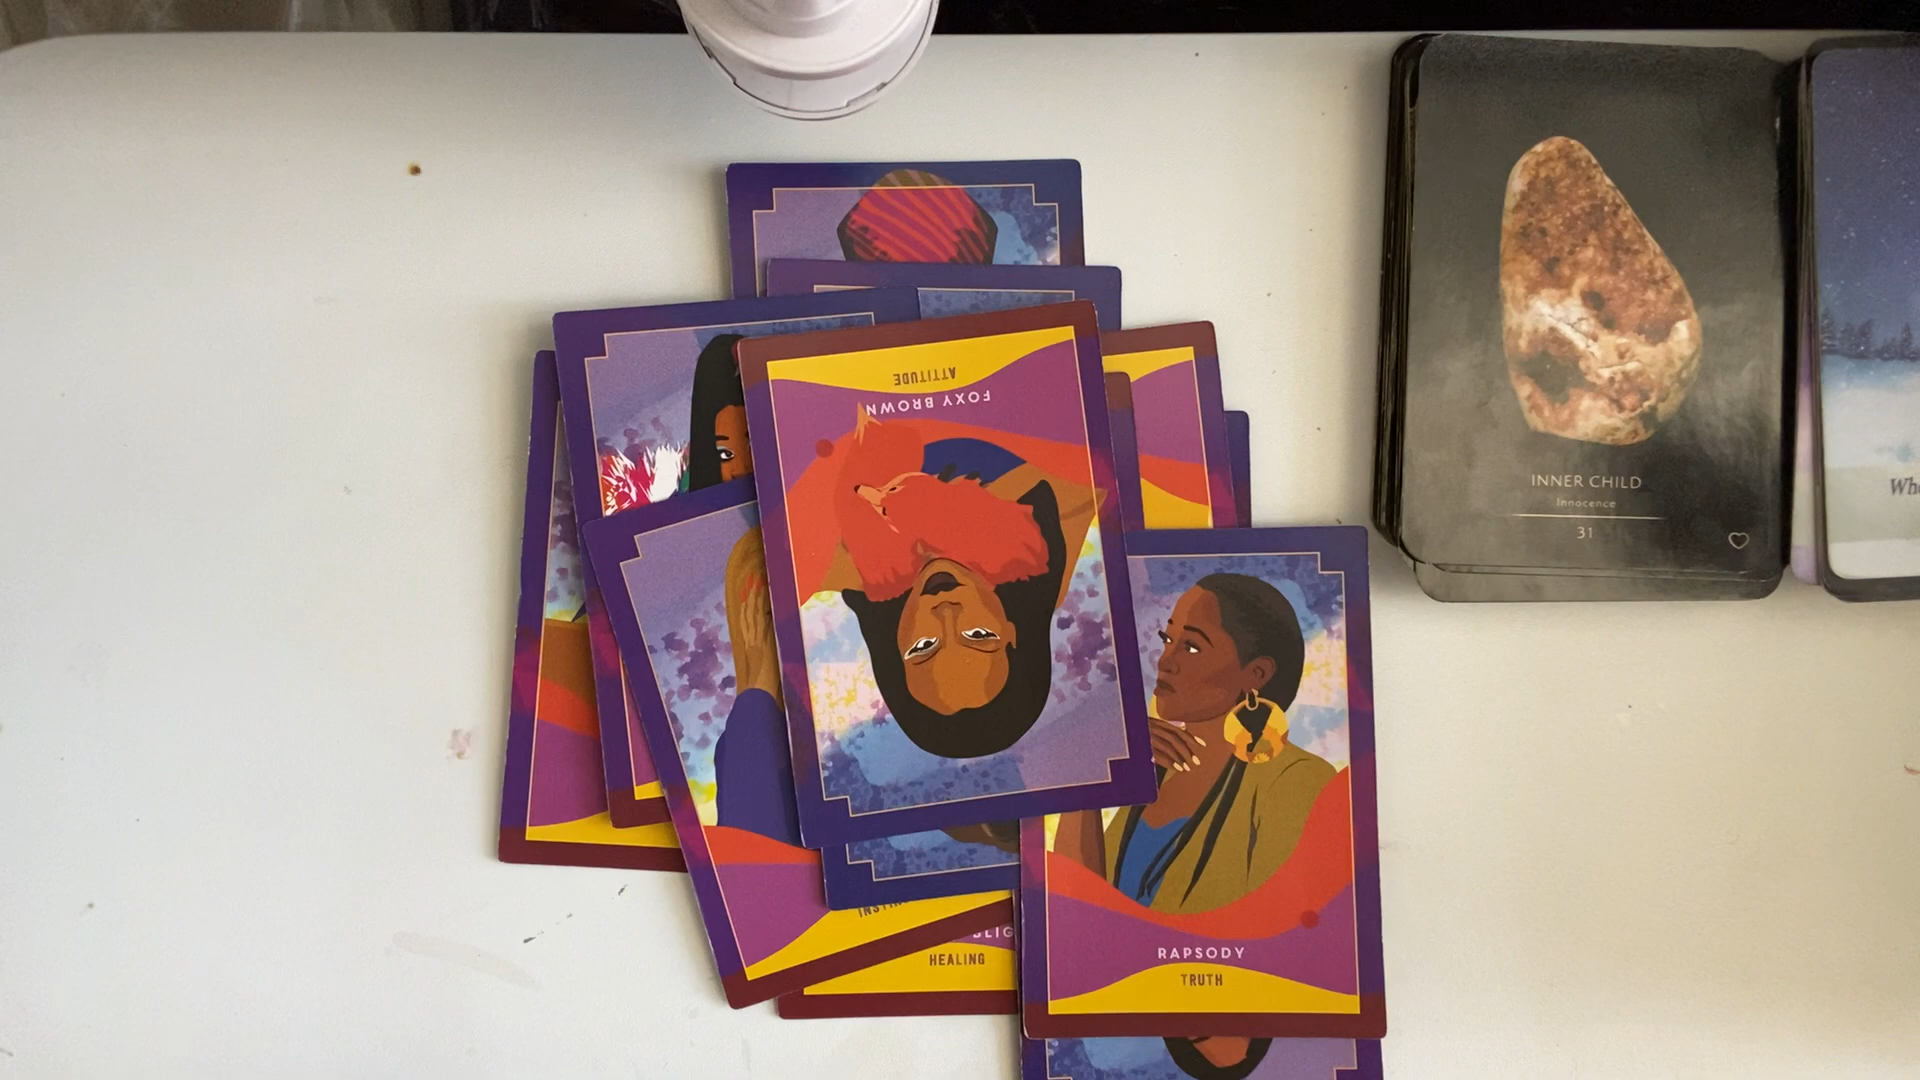 ATTITUDE
FOXY BROWN
INNER CHILD
Innocence
31
RAPSODY
TRUTH
HEALING